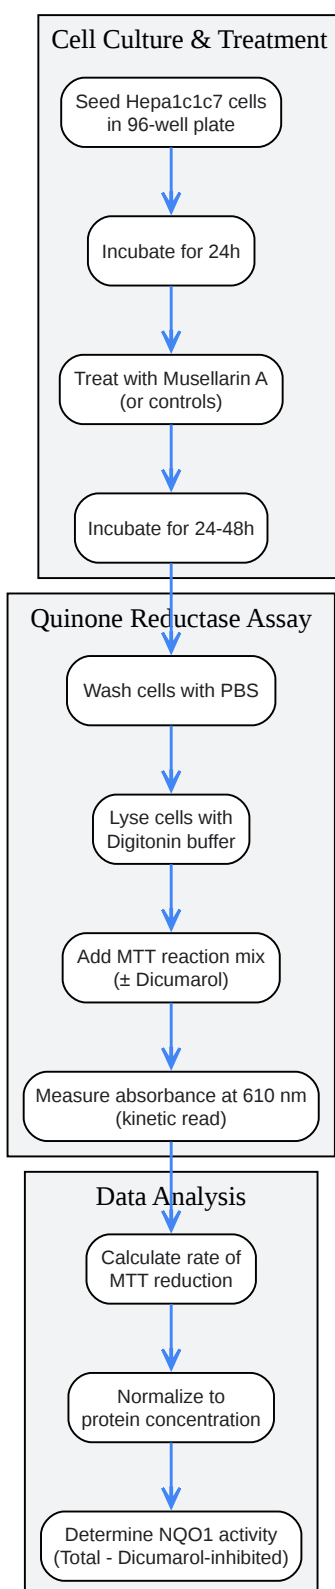 Cell Culture & Treatment
Seed Hepa1c1c7 cells
in 96-well plate
Incubate for 24h
Treat with Musellarin A
(or controls)
Incubate for 24-48h
Quinone Reductase Assay
Wash cells with PBS
Lyse cells with
Digitonin buffer
Add MTT reaction mix
(± Dicumarol)
Measure absorbance at 610 nm
(kinetic read)
Data Analysis
Calculate rate of
MTT reduction
Normalize to
protein concentration
Determine NQO1 activity
(Total - Dicumarol-inhibited)